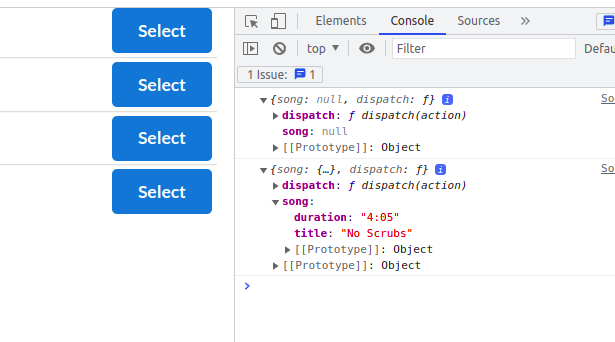 Select
Select
Select
Select
Elements Console Sources »
top ▼ Filter Defau
1 Issue: 1
So
▼{song: null, dispatch: ƒ} i
▶dispatch: ƒ dispatch(action)
song: null
▶[[Prototype]]: Object
So
▼{song: {…}, dispatch: ƒ} i
▶dispatch: ƒ dispatch(action)
▼song:
duration: "4:05"
title: "No Scrubs"
▶[[Prototype]]: Object
▶[[Prototype]]: Object
>